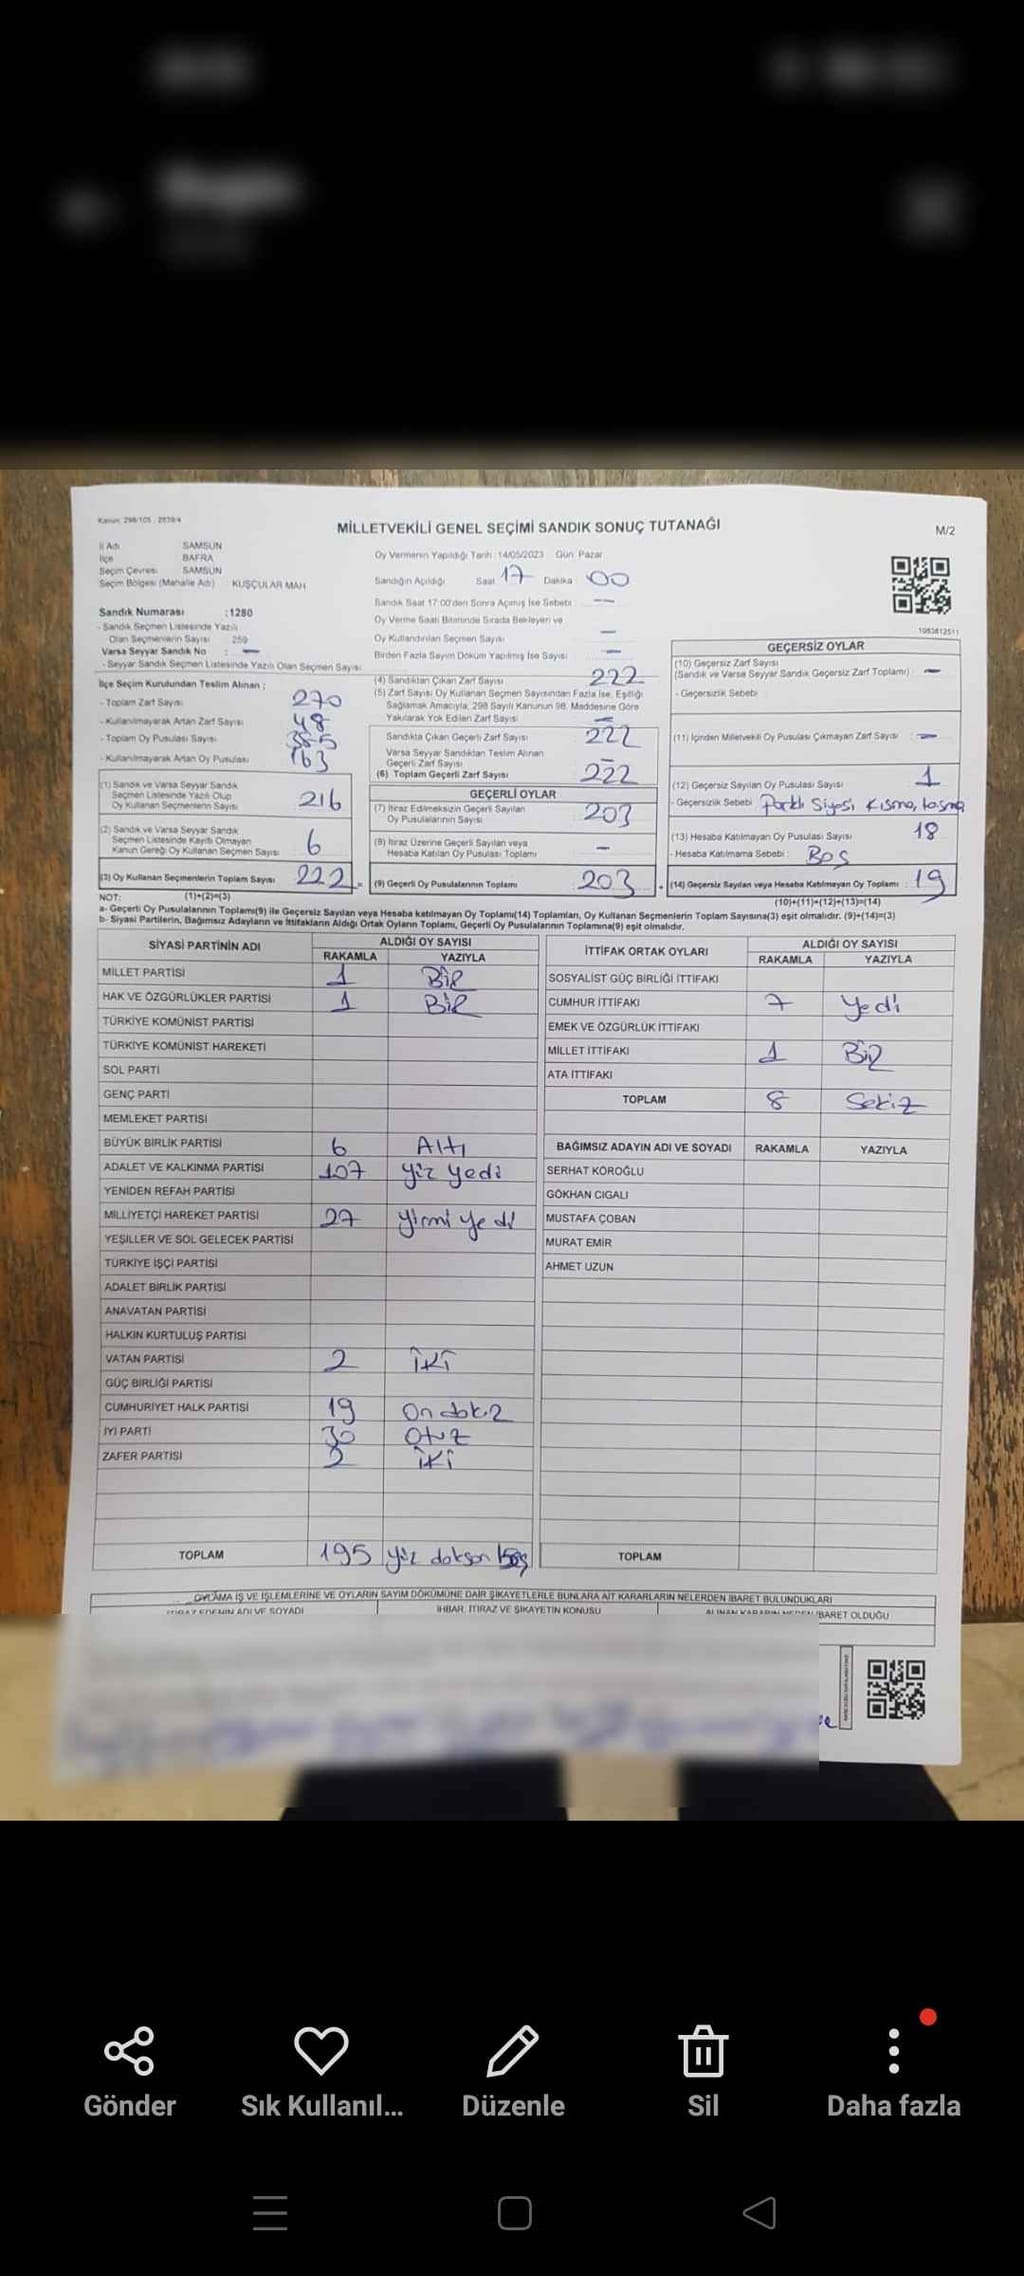 Kanun: 298/105 , 2839/4
MİLLETVEKİLİ GENEL SEÇİMİ SANDIK SONUÇ TUTANAĞI
M/2
İl Adı SAMSUN
İlçe BAFRA
Seçim Çevresi SAMSUN
Seçim Bölgesi (Mahalle Adı) KUŞÇULAR MAH
Sandık Numarası :1280
- Sandık Seçmen Listesinde Yazılı
Olan Seçmenlerin Sayısı 250
Varsa Seyyar Sandık No : —
- Seyyar Sandık Seçmen Listesinde Yazılı Olan Seçmen Sayısı
İlçe Seçim Kurulundan Teslim Alınan :
- Toplam Zarf Sayısı 270
- Kullanılmayarak Artan Zarf Sayısı 48
- Toplam Oy Pusulası Sayısı
- Kullanılmayarak Artan Oy Pusulası 163
(1) Sandık ve Varsa Seyyar Sandık
Seçmen Listesinde Yazılı Olup
Oy Kullanan Seçmenlerin Sayısı 216
(2) Sandık ve Varsa Seyyar Sandık
Seçmen Listesinde Kayıtlı Olmayan
Kanun Gereği Oy Kullanan Seçmen Sayısı 6
(3) Oy Kullanan Seçmenlerin Toplam Sayısı 222
Oy Vermenin Yapıldığı Tarih :14/05/2023 Gün: Pazar
Sandığın Açıldığı Saat 17 Dakika 00
Sandık Saat 17:00'den Sonra Açılmış İse Sebebi —
Oy Verme Saati Bitiminde Sırada Bekleyen ve
Oy Kullandırılan Seçmen Sayısı —
Birden Fazla Sayım Döküm Yapılmış İse Sayısı —
(4) Sandıktan Çıkan Zarf Sayısı 222
(5) Zarf Sayısı Oy Kullanan Seçmen Sayısından Fazla İse, Eşitliği
Sağlamak Amacıyla, 298 Sayılı Kanunun 98. Maddesine Göre
Yakılarak Yok Edilen Zarf Sayısı —
Sandıkta Çıkan Geçerli Zarf Sayısı 222
Varsa Seyyar Sandıktan Teslim Alınan
Geçerli Zarf Sayısı —
(6) Toplam Geçerli Zarf Sayısı 222
GEÇERLİ OYLAR
(7) İtiraz Edilmeksizin Geçerli Sayılan
Oy Pusulalarının Sayısı 203
(8) İtiraz Üzerine Geçerli Sayılan veya
Hesaba Katılan Oy Pusulası Toplamı —
(9) Geçerli Oy Pusulalarının Toplamı 203
1083812511
GEÇERSİZ OYLAR
(10) Geçersiz Zarf Sayısı
(Sandık ve Varsa Seyyar Sandık Geçersiz Zarf Toplamı) —
- Geçersizlik Sebebi
(11) İçinden Milletvekili Oy Pusulası Çıkmayan Zarf Sayısı : —
(12) Geçersiz Sayılan Oy Pusulası Sayısı 1
- Geçersizlik Sebebi Farklı Siyasi Kısma, taşma
(13) Hesaba Katılmayan Oy Pusulası Sayısı 18
- Hesaba Katılmama Sebebi : BOŞ
(14) Geçersiz Sayılan veya Hesaba Katılmayan Oy Toplamı : 19
NOT: (1)+(2)=(3)
(10)+(11)+(12)+(13)=(14)
a- Geçerli Oy Pusulalarının Toplamı(9) ile Geçersiz Sayılan veya Hesaba katılmayan Oy Toplamı(14) Toplamları, Oy Kullanan Seçmenlerin Toplam Sayısına(3) eşit olmalıdır. (9)+(14)=(3)
b- Siyasi Partilerin, Bağımsız Adayların ve İttifakların Aldığı Ortak Oyların Toplamı, Geçerli Oy Pusulalarının Toplamına(9) eşit olmalıdır.
SİYASİ PARTİNİN ADI ALDIĞI OY SAYISI
RAKAMLA YAZIYLA
MİLLET PARTİSİ 1 BİR
HAK VE ÖZGÜRLÜKLER PARTİSİ 1 BİR
TÜRKİYE KOMÜNİST PARTİSİ
TÜRKİYE KOMÜNİST HAREKETİ
SOL PARTİ
GENÇ PARTİ
MEMLEKET PARTİSİ
BÜYÜK BİRLİK PARTİSİ 6 Altı
ADALET VE KALKINMA PARTİSİ 107 yüz yedi
YENİDEN REFAH PARTİSİ
MİLLİYETÇİ HAREKET PARTİSİ 27 yirmi yedi
YEŞİLLER VE SOL GELECEK PARTİSİ
TÜRKİYE İŞÇİ PARTİSİ
ADALET BİRLİK PARTİSİ
ANAVATAN PARTİSİ
HALKIN KURTULUŞ PARTİSİ
VATAN PARTİSİ 2 İKİ
GÜÇ BİRLİĞİ PARTİSİ
CUMHURİYET HALK PARTİSİ 19 On dokuz
İYİ PARTİ 30 Otuz
ZAFER PARTİSİ 2 İKİ
TOPLAM 195 yüz doksan beş
İTTİFAK ORTAK OYLARI ALDIĞI OY SAYISI
RAKAMLA YAZIYLA
SOSYALİST GÜÇ BİRLİĞİ İTTİFAKI
CUMHUR İTTİFAKI 7 yedi
EMEK VE ÖZGÜRLÜK İTTİFAKI
MİLLET İTTİFAKI 1 BİR
ATA İTTİFAKI
TOPLAM 8 Sekiz
BAĞIMSIZ ADAYIN ADI VE SOYADI RAKAMLA YAZIYLA
SERHAT KÖROĞLU
GÖKHAN CIGALI
MUSTAFA ÇOBAN
MURAT EMİR
AHMET UZUN
TOPLAM
OYLAMA İŞ VE İŞLEMLERİNE VE OYLARIN SAYIM DÖKÜMÜNE DAİR ŞİKAYETLERLE BUNLARA AİT KARARLARIN NELERDEN İBARET BULUNDUKLARI
İTİRAZ EDENİN ADI VE SOYADI İHBAR, İTİRAZ VE ŞİKAYETİN KONUSU ALINAN KARARIN NEDEN İBARET OLDUĞU
Gönder Sık Kullanıl... Düzenle Sil Daha fazla